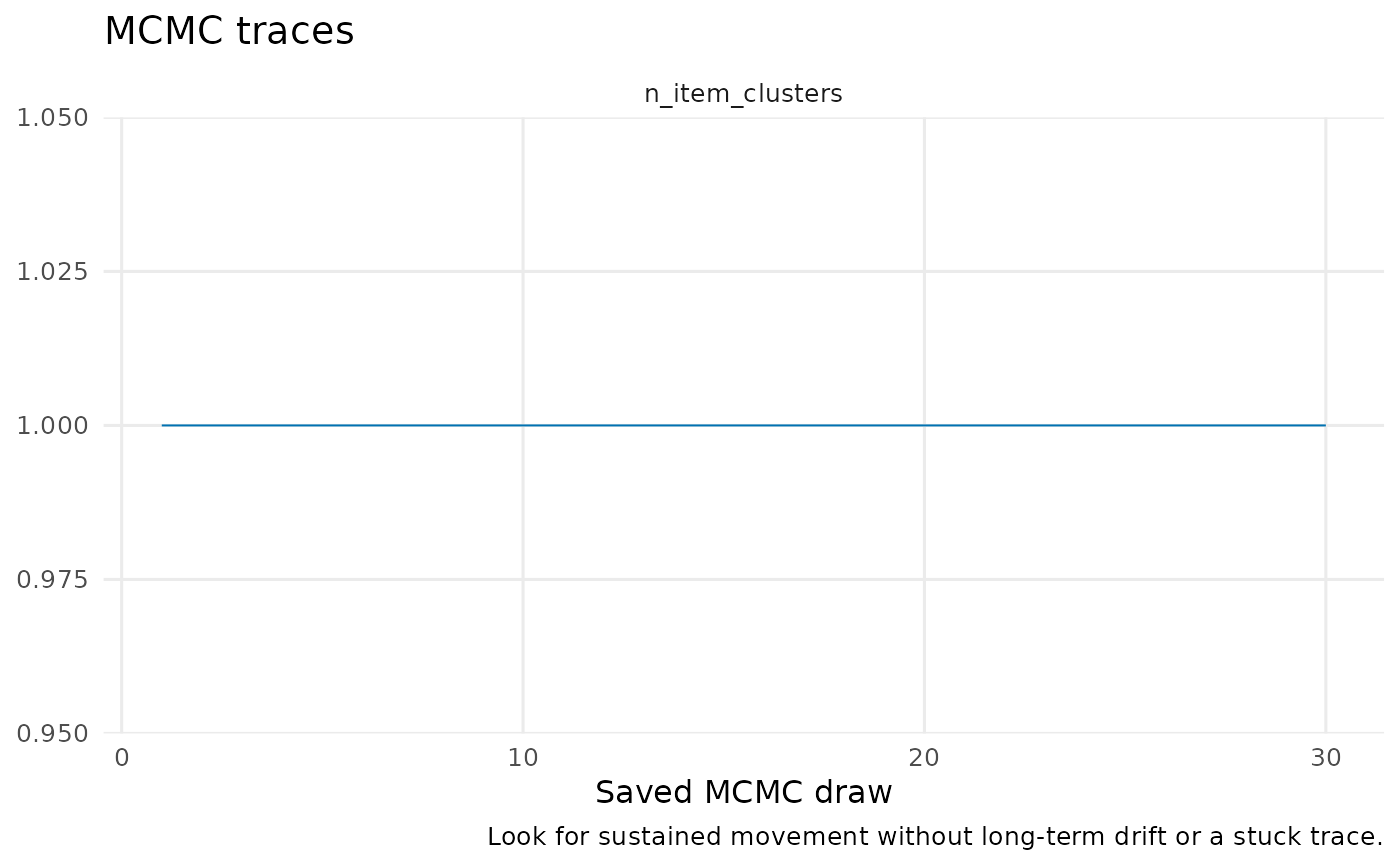 MCMC traces
n_item_clusters
1.050
1.025
1.000
0.975
0.950
0 10 20 30
Saved MCMC draw
Look for sustained movement without long-term drift or a stuck trace.